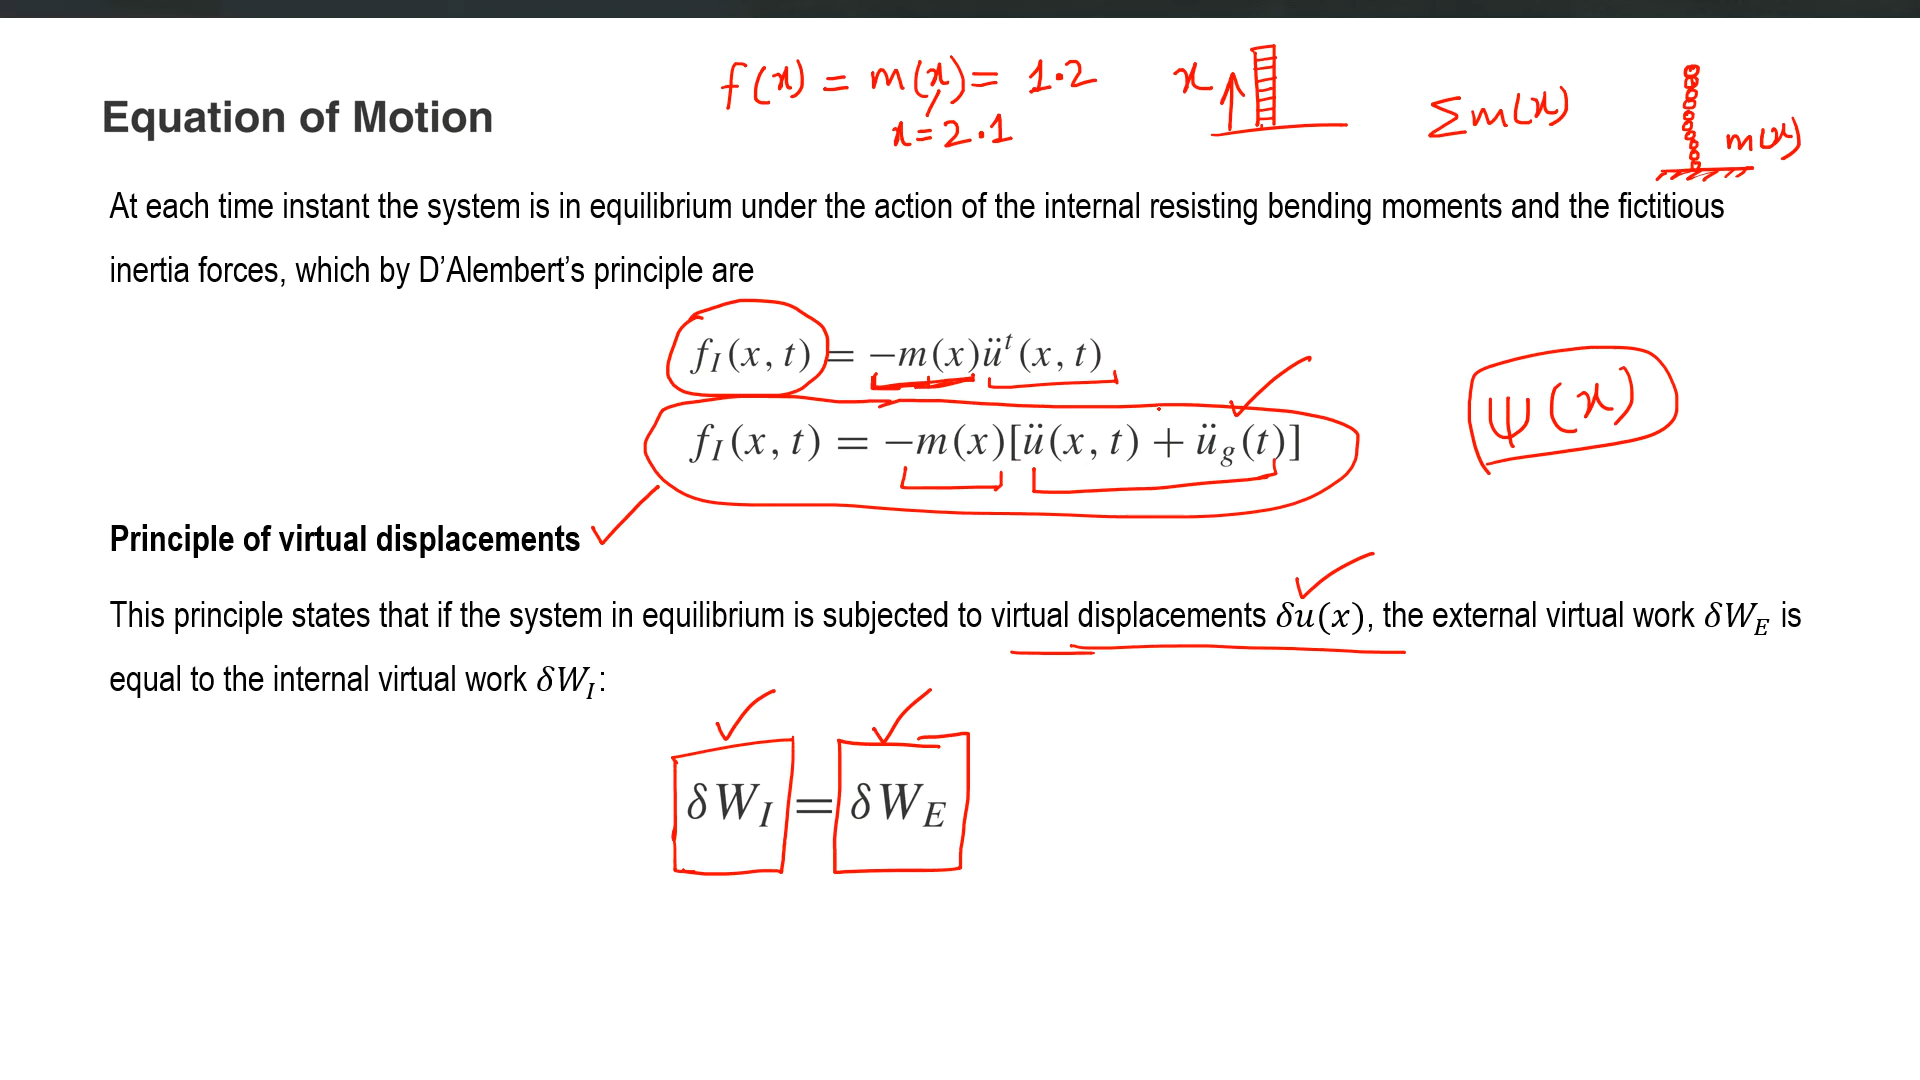 f(x) = m(x) = 1.2
x = 2.1
x
Σm(x)
m(x)
Equation of Motion
At each time instant the system is in equilibrium under the action of the internal resisting bending moments and the fictitious
inertia forces, which by D’Alembert’s principle are
f_I(x, t) = −m(x)ü^t(x, t)
f_I(x, t) = −m(x)[ü(x, t) + ü_g(t)]
ψ(x)
Principle of virtual displacements
This principle states that if the system in equilibrium is subjected to virtual displacements δu(x), the external virtual work δW_E is
equal to the internal virtual work δW_I:
δW_I = δW_E